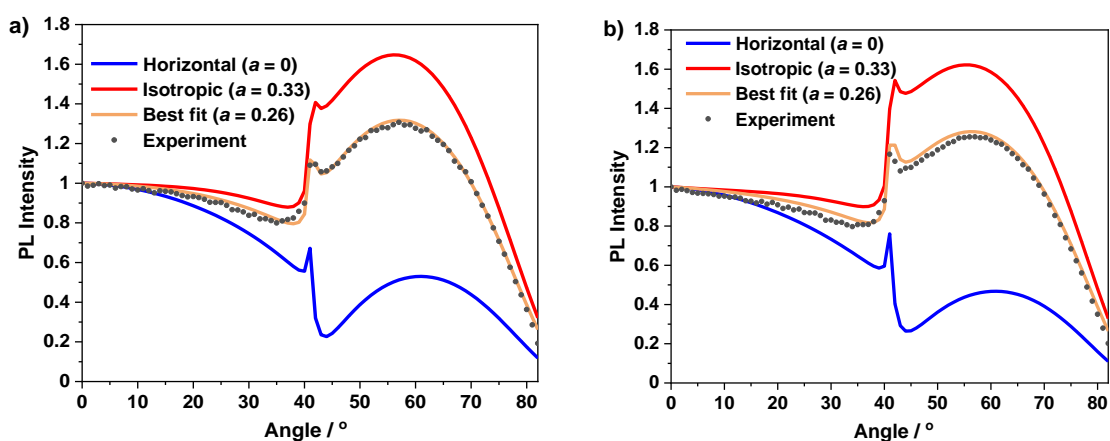 a)
Horizontal (a = 0)
Isotropic (a = 0.33)
Best fit (a = 0.26)
Experiment
PL Intensity
1.8
1.6
1.4
1.2
1
0.8
0.6
0.4
0.2
0
0 10 20 30 40 50 60 70 80
Angle / º
b)
Horizontal (a = 0)
Isotropic (a = 0.33)
Best fit (a = 0.26)
Experiment
PL Intensity
1.8
1.6
1.4
1.2
1
0.8
0.6
0.4
0.2
0
0 10 20 30 40 50 60 70 80
Angle / º